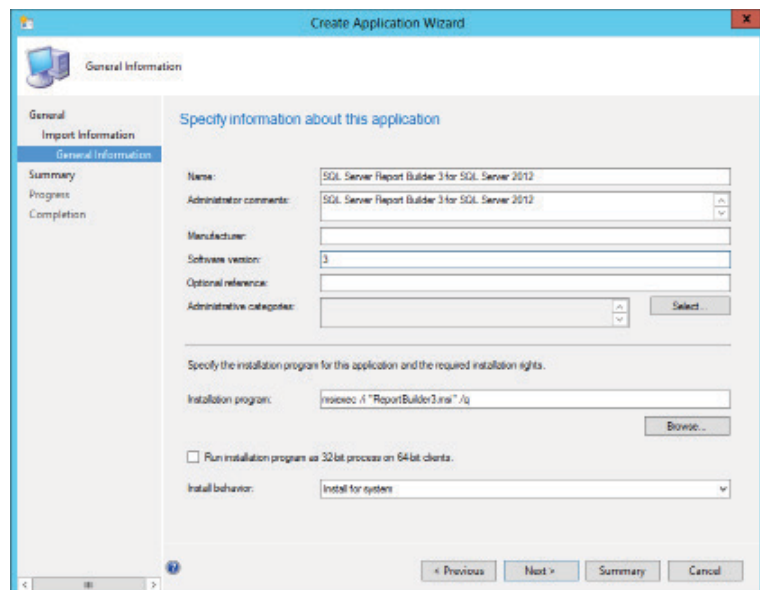 Create Application Wizard
x
General Information
General
Import Information
General Information
Summary
Progress
Completion
Specify information about this application
Name: SQL Server Report Builder 3 for SQL Server 2012
Administrator comments: SQL Server Report Builder 3 for SQL Server 2012
Manufacturer:
Software version: 3
Optional reference:
Administrative categories: Select...
Specify the installation program for this application and the required installation rights.
Installation program: msiexec /i "ReportBuilder3.msi" /q
Browse...
Run installation program as 32-bit process on 64-bit clients.
Install behavior: Install for system
< Previous Next > Summary Cancel